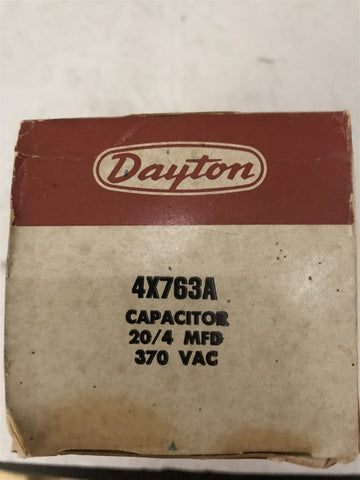 Dayton
4X763A
CAPACITOR
20/4 MFD
370 VAC